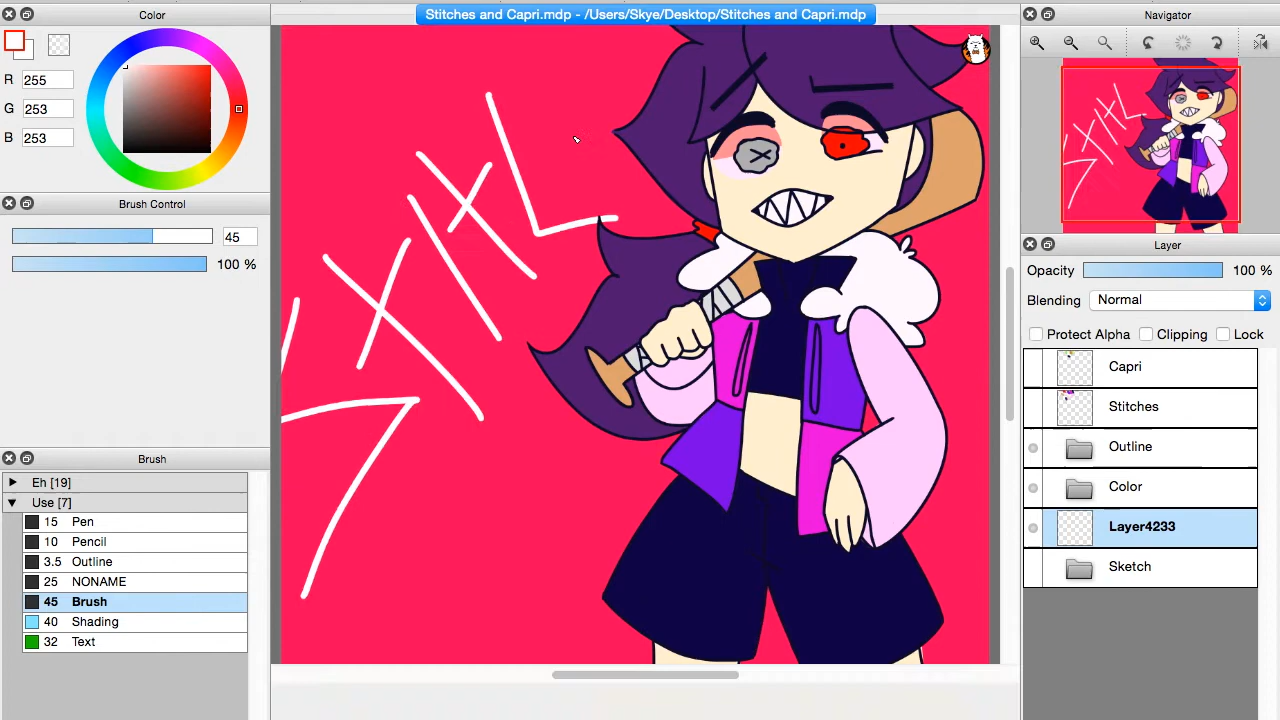 Color
Stitches and Capri.mdp - /Users/Skye/Desktop/Stitches and Capri.mdp
Navigator
R 255
G 253
B 253
Brush Control
45
100 %
Brush
Eh [19]
Use [7]
15 Pen
10 Pencil
3.5 Outline
25 NONAME
45 Brush
40 Shading
32 Text
Layer
Opacity 100 %
Blending Normal
Protect Alpha Clipping Lock
Capri
Stitches
Outline
Color
Layer4233
Sketch